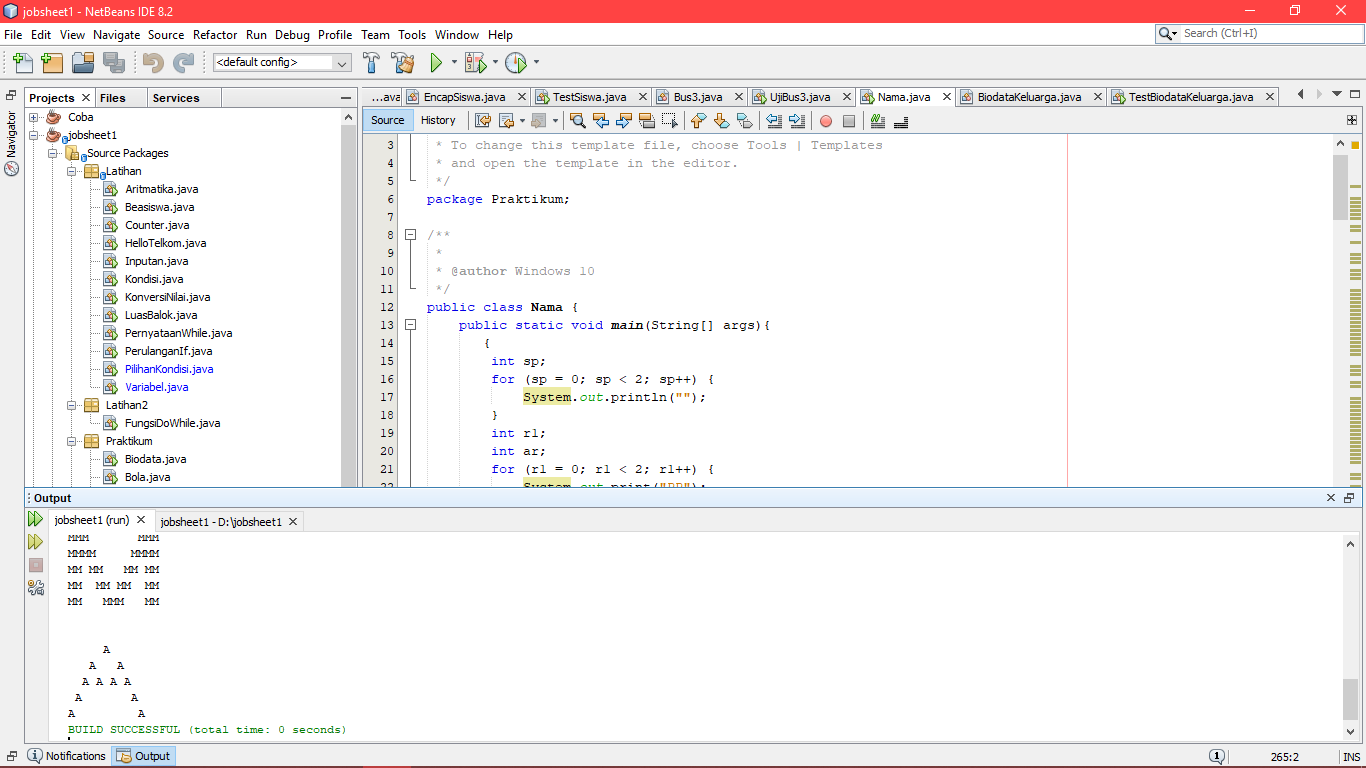 jobsheet1 - NetBeans IDE 8.2
File Edit View Navigate Source Refactor Run Debug Profile Team Tools Window Help
Search (Ctrl+I)
<default config>
Projects Files Services
Navigator
Coba
jobsheet1
Source Packages
Latihan
Aritmatika.java
Beasiswa.java
Counter.java
HelloTelkom.java
Inputan.java
Kondisi.java
KonversiNilai.java
LuasBalok.java
PernyataanWhile.java
PerulanganIf.java
PilihanKondisi.java
Variabel.java
Latihan2
FungsiDoWhile.java
Praktikum
Biodata.java
Bola.java
...ava EncapSiswa.java TestSiswa.java Bus3.java UjiBus3.java Nama.java BiodataKeluarga.java TestBiodataKeluarga.java
Source History
3 * To change this template file, choose Tools | Templates
4 * and open the template in the editor.
5 */
6 package Praktikum;
7
8 /**
9 *
10 * @author Windows 10
11 */
12 public class Nama {
13 public static void main(String[] args){
14 {
15 int sp;
16 for (sp = 0; sp < 2; sp++) {
17 System.out.println("");
18 }
19 int rl;
20 int ar;
21 for (rl = 0; rl < 2; rl++) {
22 System.out.print("RR");
Output
jobsheet1 (run) jobsheet1 - D:\jobsheet1
MMM       MMM
MMMM     MMMM
MM MM   MM MM
MM  MM MM  MM
MM   MMM   MM
A
A   A
A A A A
A       A
A         A
BUILD SUCCESSFUL (total time: 0 seconds)
Notifications Output
1 265:2 INS